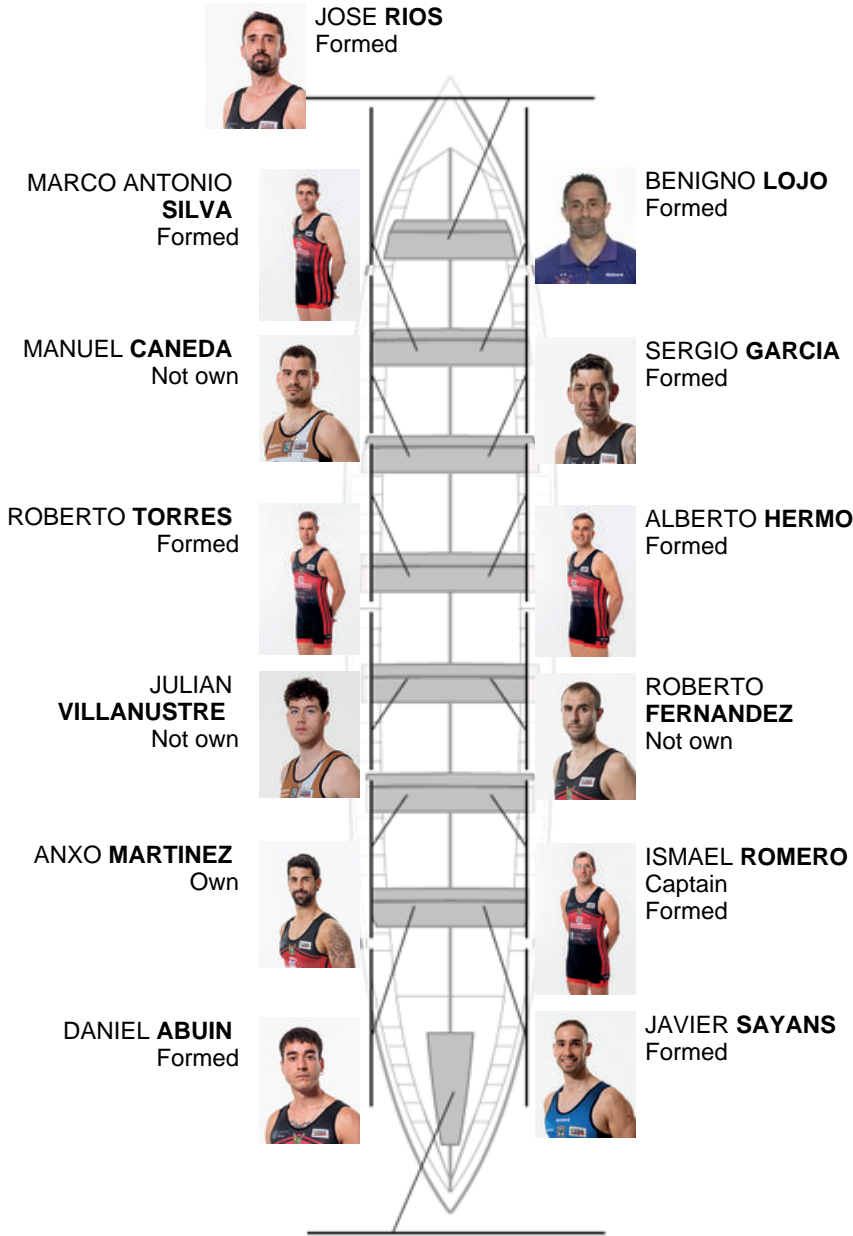 JOSE RIOS
Formed
MARCO ANTONIO
SILVA
Formed
BENIGNO LOJO
Formed
MANUEL CANEDA
Not own
SERGIO GARCIA
Formed
ROBERTO TORRES
Formed
ALBERTO HERMO
Formed
JULIAN
VILLANUSTRE
Not own
ROBERTO
FERNANDEZ
Not own
ANXO MARTINEZ
Own
ISMAEL ROMERO
Captain
Formed
DANIEL ABUIN
Formed
JAVIER SAYANS
Formed